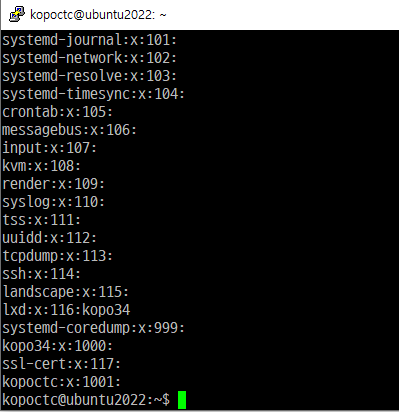 kopoctc@ubuntu2022: ~
systemd-journal:x:101:
systemd-network:x:102:
systemd-resolve:x:103:
systemd-timesync:x:104:
crontab:x:105:
messagebus:x:106:
input:x:107:
kvm:x:108:
render:x:109:
syslog:x:110:
tss:x:111:
uuidd:x:112:
tcpdump:x:113:
ssh:x:114:
landscape:x:115:
lxd:x:116:kopo34
systemd-coredump:x:999:
kopo34:x:1000:
ssl-cert:x:117:
kopoctc:x:1001:
kopoctc@ubuntu2022:~$